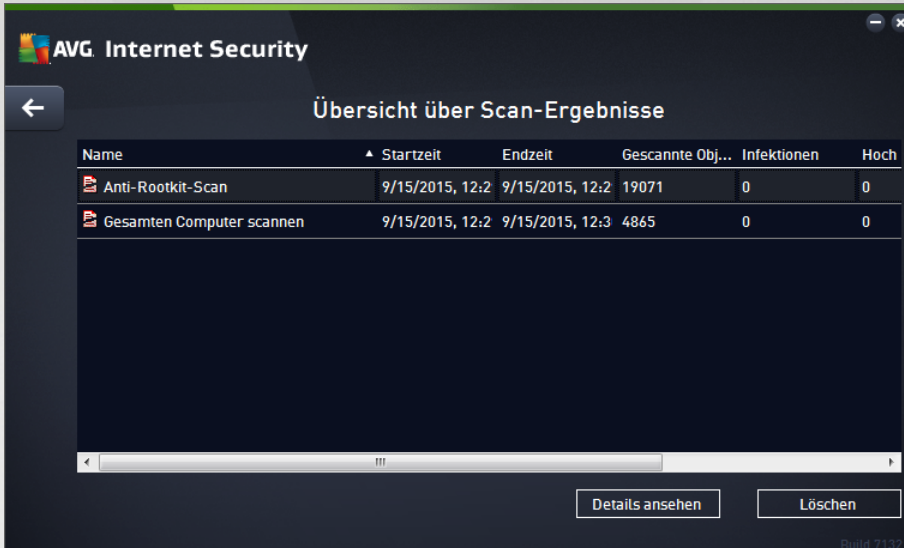 AVG. Internet Security
Übersicht über Scan-Ergebnisse
Name Startzeit Endzeit Gescannte Obj... Infektionen Hoch
Anti-Rootkit-Scan 9/15/2015, 12:2 9/15/2015, 12:2 19071 0 0
Gesamten Computer scannen 9/15/2015, 12:2 9/15/2015, 12:3 4865 0 0
Details ansehen Löschen
Build 7132